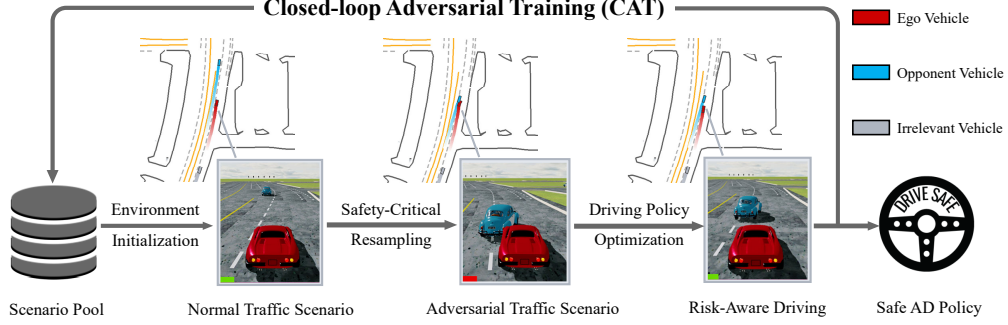 Closed-loop Adversarial Training (CAT)
Ego Vehicle
Opponent Vehicle
Irrelevant Vehicle
Environment
Initialization
Safety-Critical
Resampling
Driving Policy
Optimization
DRIVE SAFE
Scenario Pool
Normal Traffic Scenario
Adversarial Traffic Scenario
Risk-Aware Driving
Safe AD Policy